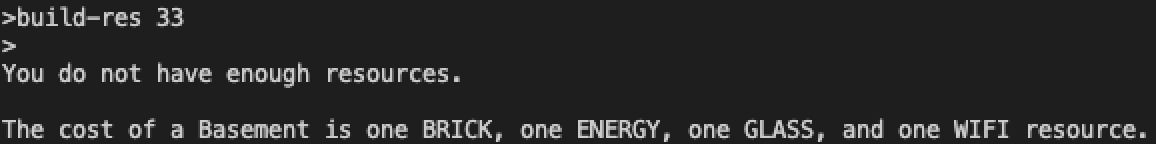 >build-res 33
>
You do not have enough resources.
The cost of a Basement is one BRICK, one ENERGY, one GLASS, and one WIFI resource.